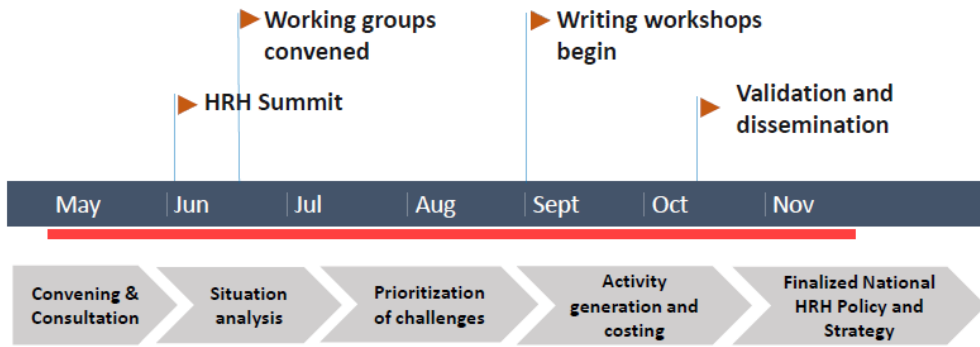 Working groups
convened
Writing workshops
begin
HRH Summit
Validation and
dissemination
May Jun Jul Aug Sept Oct Nov
Convening &
Consultation
Situation
analysis
Prioritization
of challenges
Activity
generation and
costing
Finalized National
HRH Policy and
Strategy